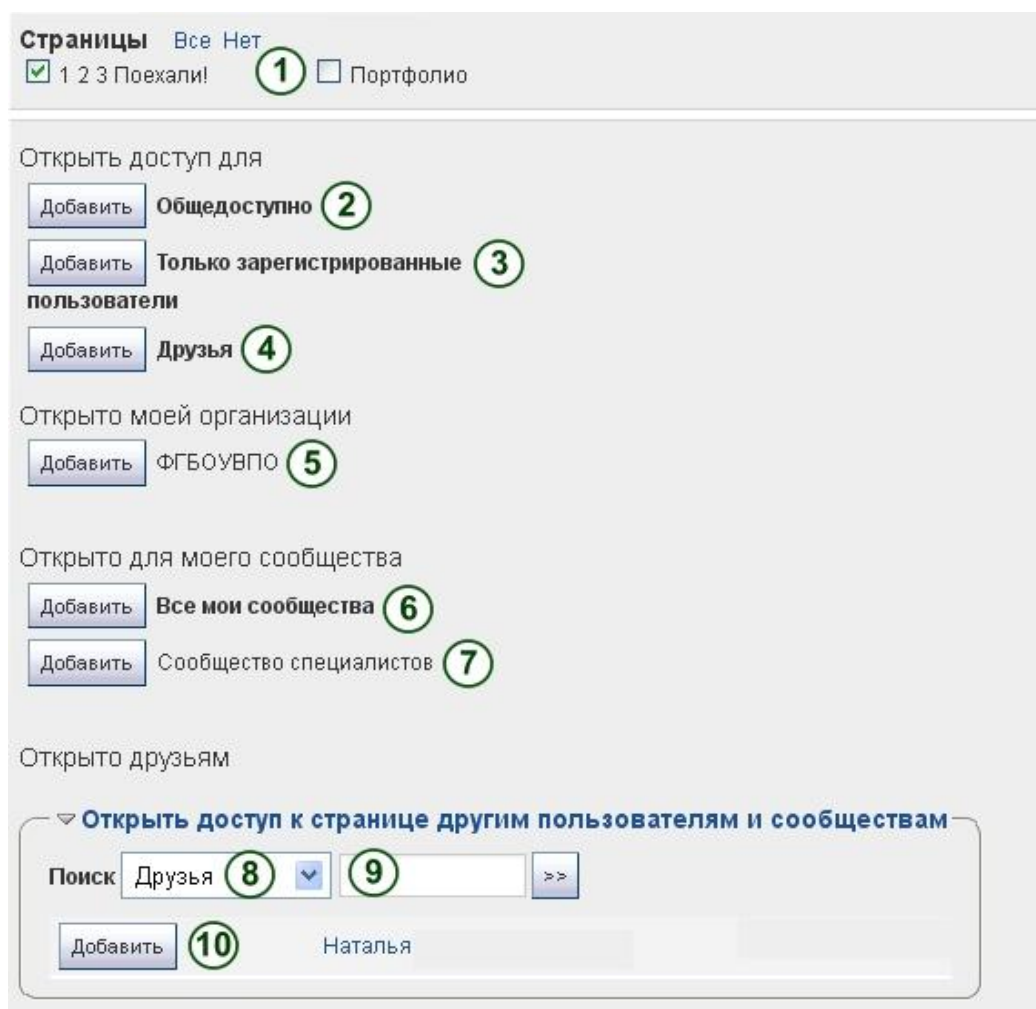 Страницы Все Нет
1 2 3 Поехали! 1 Портфолио
Открыть доступ для
Добавить Общедоступно 2
Добавить Только зарегистрированные 3
пользователи
Добавить Друзья 4
Открыто моей организации
Добавить ФГБОУВПО 5
Открыто для моего сообщества
Добавить Все мои сообщества 6
Добавить Сообщество специалистов 7
Открыто друзьям
Открыть доступ к странице другим пользователям и сообществам
Поиск Друзья 8 9 >>
Добавить 10 Наталья